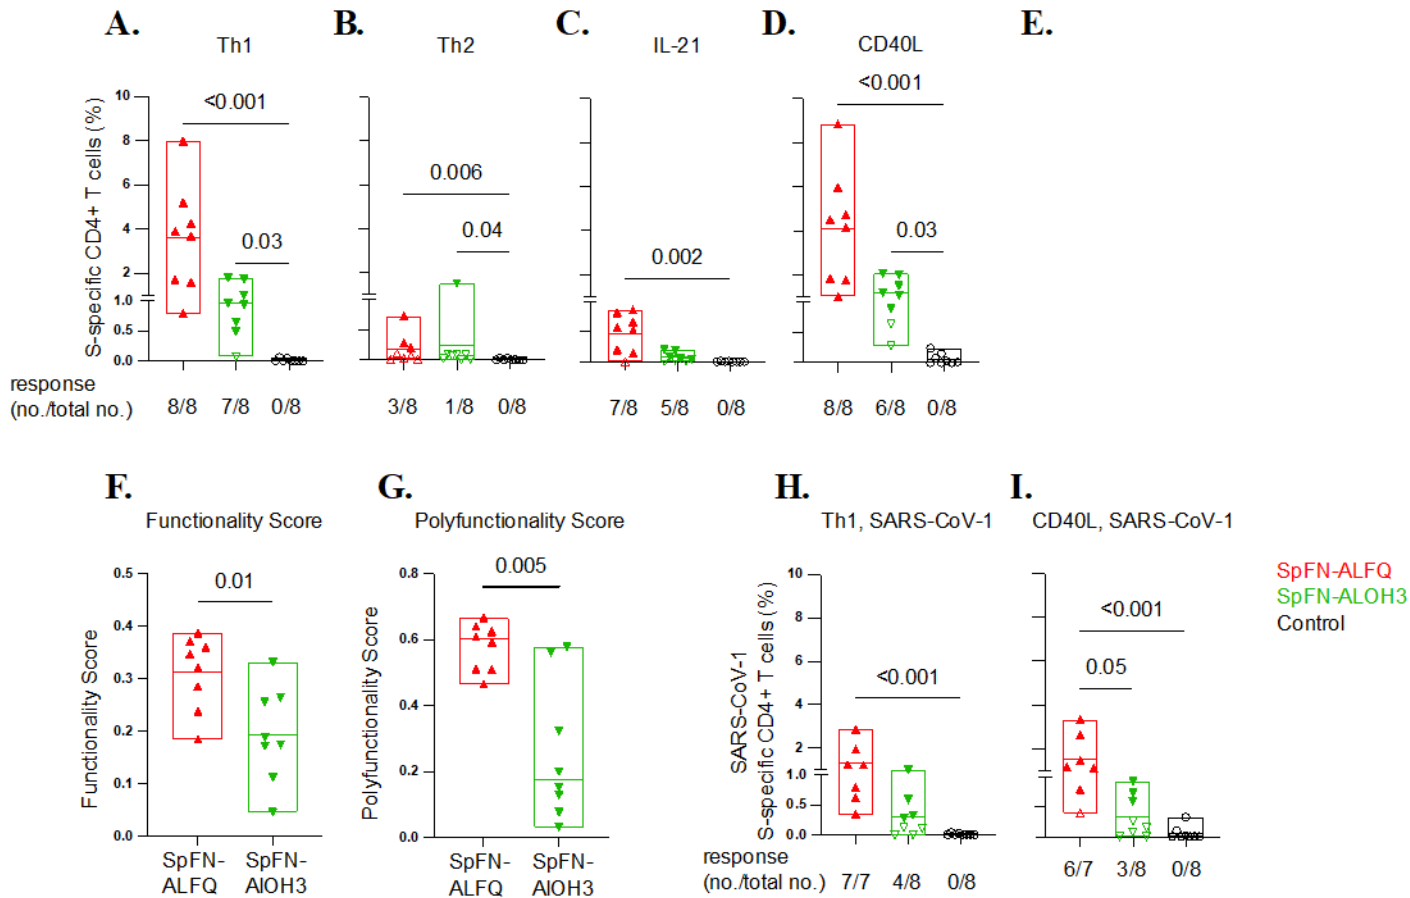 A. B. C. D. E.
Th1 Th2 IL-21 CD40L
S-specific CD4+ T cells (%)
10
8
6
4
2
1.0
0.5
0.0
<0.001
0.03
0.006
0.04
0.002
<0.001
0.03
response
(no./total no.) 8/8 7/8 0/8 3/8 1/8 0/8 7/8 5/8 0/8 8/8 6/8 0/8
F. G. H. I.
Functionality Score
Functionality Score
0.5
0.4
0.3
0.2
0.1
0.0
0.01
SpFN-
ALFQ
SpFN-
AlOH3
Polyfunctionality Score
Polyfunctionality Score
0.8
0.6
0.4
0.2
0.0
0.005
SpFN-
ALFQ
SpFN-
AlOH3
Th1, SARS-CoV-1
SARS-CoV-1
S-specific CD4+ T cells (%)
10
8
6
4
2
1.0
0.5
0.0
<0.001
CD40L, SARS-CoV-1
<0.001
0.05
response
(no./total no.) 7/7 4/8 0/8 6/7 3/8 0/8
SpFN-ALFQ
SpFN-ALOH3
Control